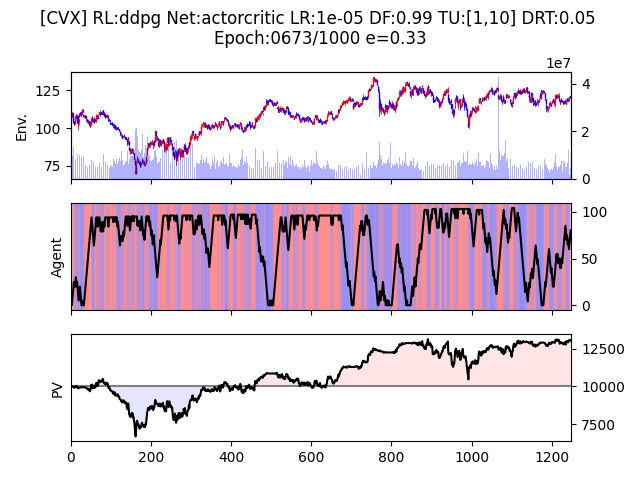 [CVX] RL:ddpg Net:actorcritic LR:1e-05 DF:0.99 TU:[1,10] DRT:0.05
Epoch:0673/1000 e=0.33
1e7
125
100
75
Env.
4
2
0
Agent
100
50
0
PV
12500
10000
7500
0 200 400 600 800 1000 1200